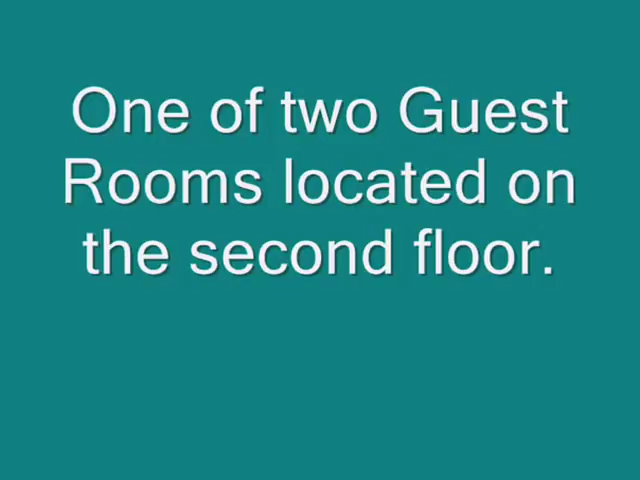 One of two Guest
Rooms located on
the second floor.